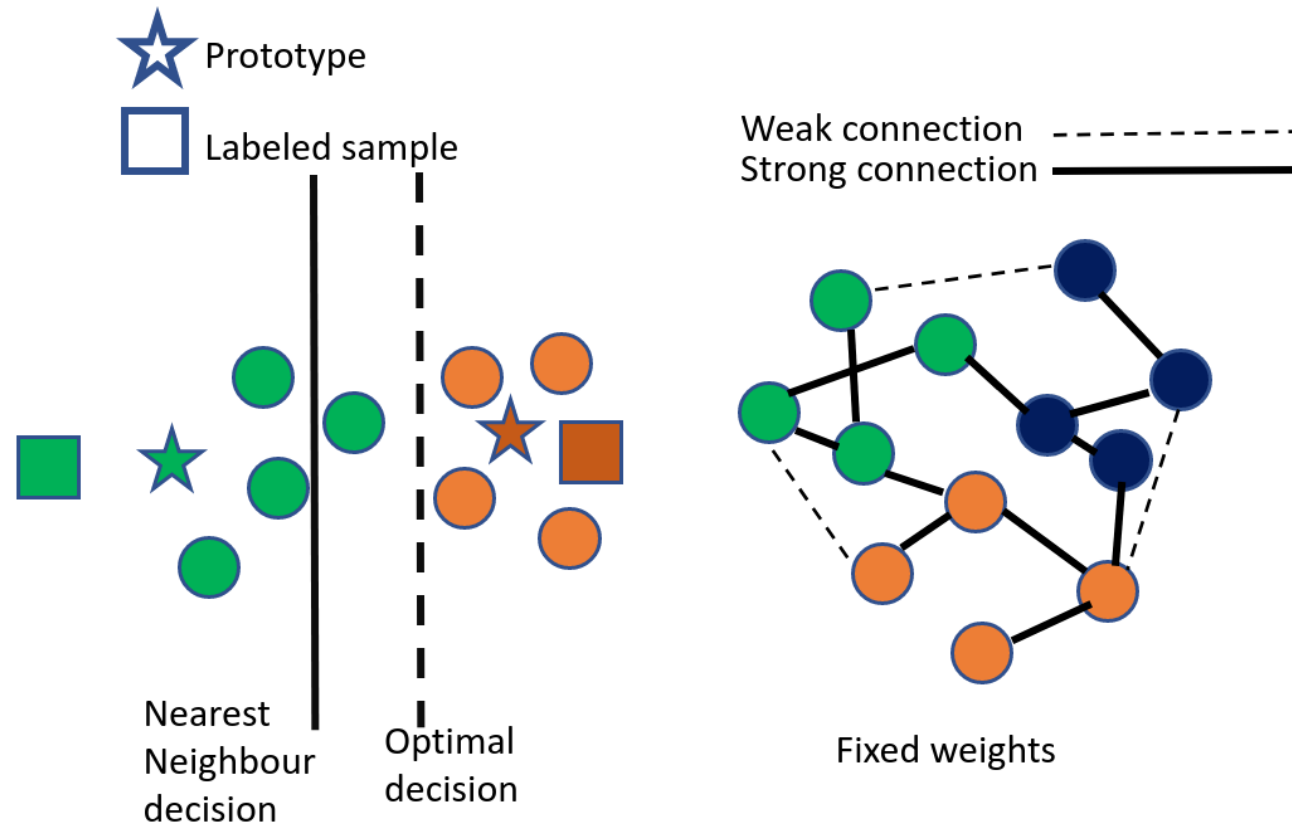 Prototype
Labeled sample
Nearest
Neighbour
decision
Optimal
decision
Weak connection
Strong connection
Fixed weights